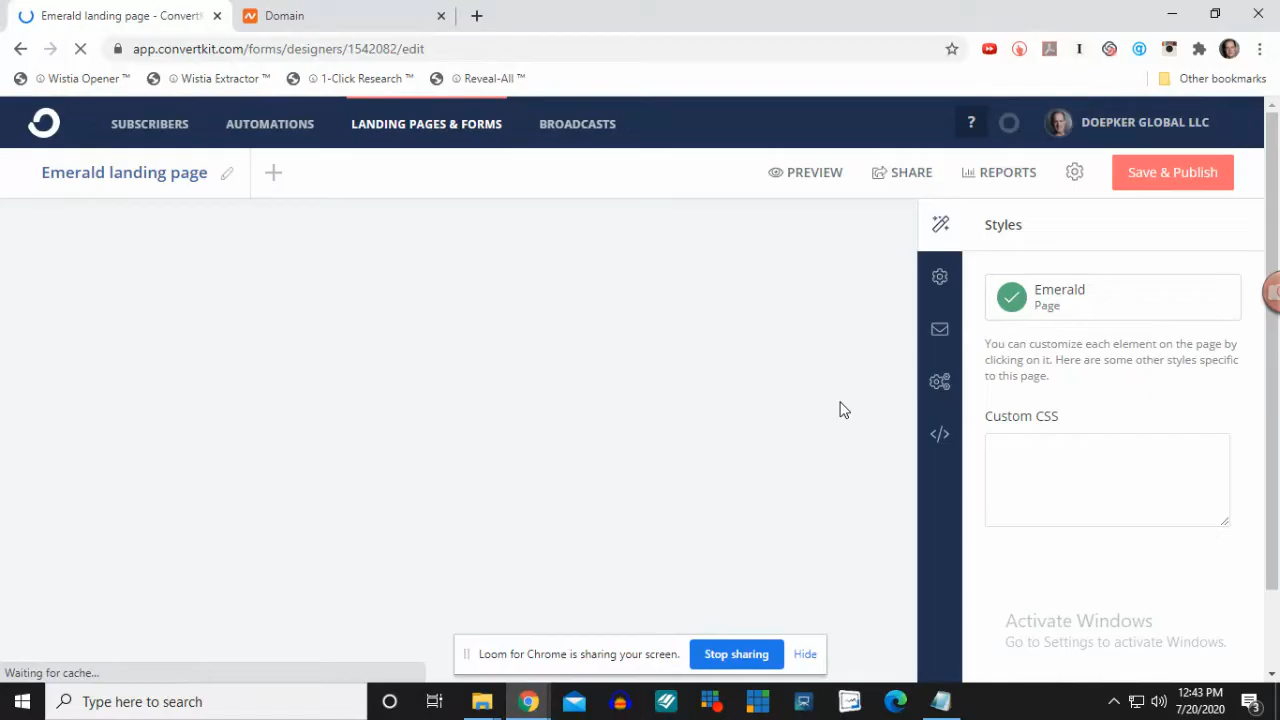 Emerald landing page - Convert
Domain
app.convertkit.com/forms/designers/1542082/edit
Wistia Opener ™
Wistia Extractor ™
1-Click Research ™
Reveal-All ™
Other bookmarks
SUBSCRIBERS
AUTOMATIONS
LANDING PAGES & FORMS
BROADCASTS
?
DOEPKER GLOBAL LLC
Emerald landing page
PREVIEW
SHARE
REPORTS
Save & Publish
Styles
Emerald
Page
You can customize each element on the page by
clicking on it. Here are some other styles specific
to this page.
Custom CSS
Activate Windows
Go to Settings to activate Windows.
Loom for Chrome is sharing your screen.
Stop sharing
Hide
Waiting for cache...
Type here to search
12:43 PM
7/20/2020
3